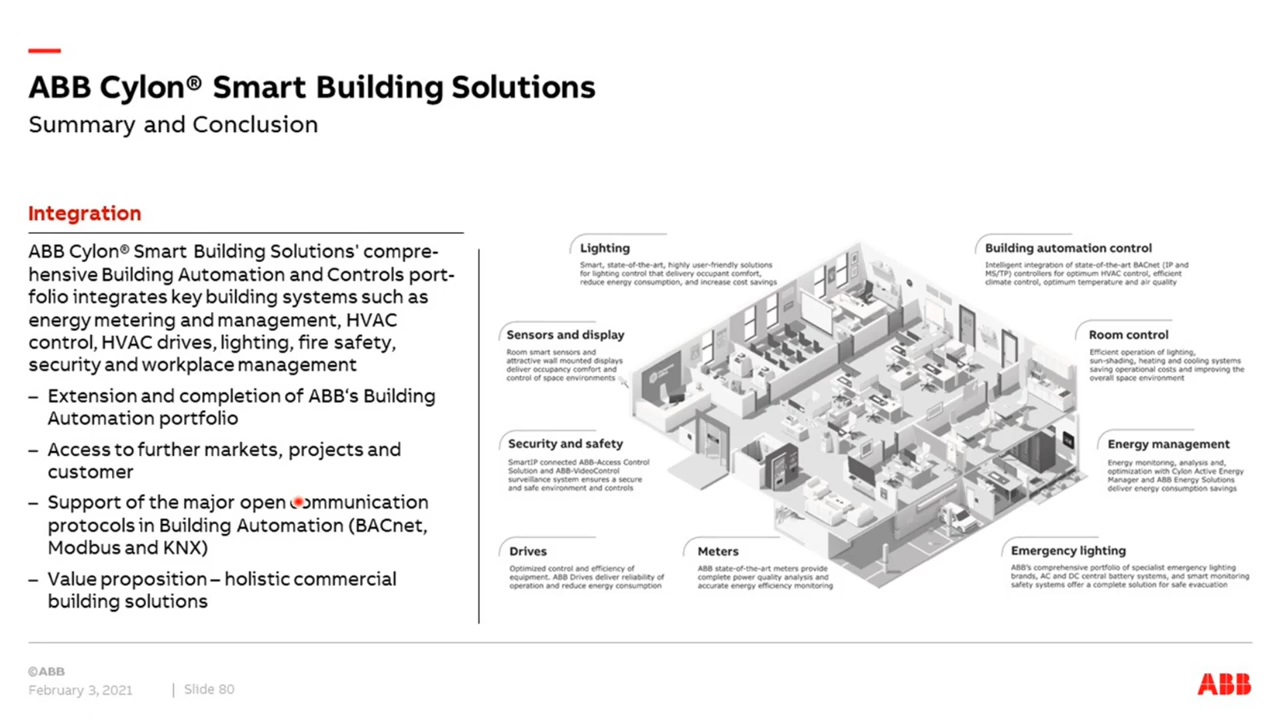 ABB Cylon® Smart Building Solutions
Summary and Conclusion
Integration
ABB Cylon® Smart Building Solutions' compre-
hensive Building Automation and Controls port-
folio integrates key building systems such as
energy metering and management, HVAC
control, HVAC drives, lighting, fire safety,
security and workplace management
– Extension and completion of ABB's Building
Automation portfolio
– Access to further markets, projects and
customer
– Support of the major open communication
protocols in Building Automation (BACnet,
Modbus and KNX)
– Value proposition – holistic commercial
building solutions
Lighting
Smart, state-of-the-art, highly user-friendly solutions
for lighting control that delivery occupant comfort,
reduce energy consumption, and increase cost savings
Building automation control
Intelligent integration of state-of-the-art BACnet (IP and
MS/TP) controllers for optimum HVAC control, efficient
climate control, optimum temperature and air quality
Sensors and display
Room smart sensors and
attractive wall mounted displays
deliver occupancy comfort and
control of space environments
Room control
Efficient operation of lighting,
sun-shading, heating and cooling systems
saving operational costs and improving the
overall space environment
Security and safety
SmartIP connected ABB-Access Control
Solution and ABB-VideoControl
surveillance system ensures a secure
and safe environment and controls
Energy management
Energy monitoring, analysis and,
optimization with Cylon Active Energy
Manager and ABB Energy Solutions
deliver energy consumption savings
Drives
Optimized control and efficiency of
equipment. ABB Drives deliver reliability of
operation and reduce energy consumption
Meters
ABB state-of-the-art meters provide
complete power quality analysis and
accurate energy efficiency monitoring
Emergency lighting
ABB's comprehensive portfolio of specialist emergency lighting
brands, AC and DC central battery systems, and smart monitoring
safety systems offer a complete solution for safe evacuation
©ABB
February 3, 2021 | Slide 80
ABB